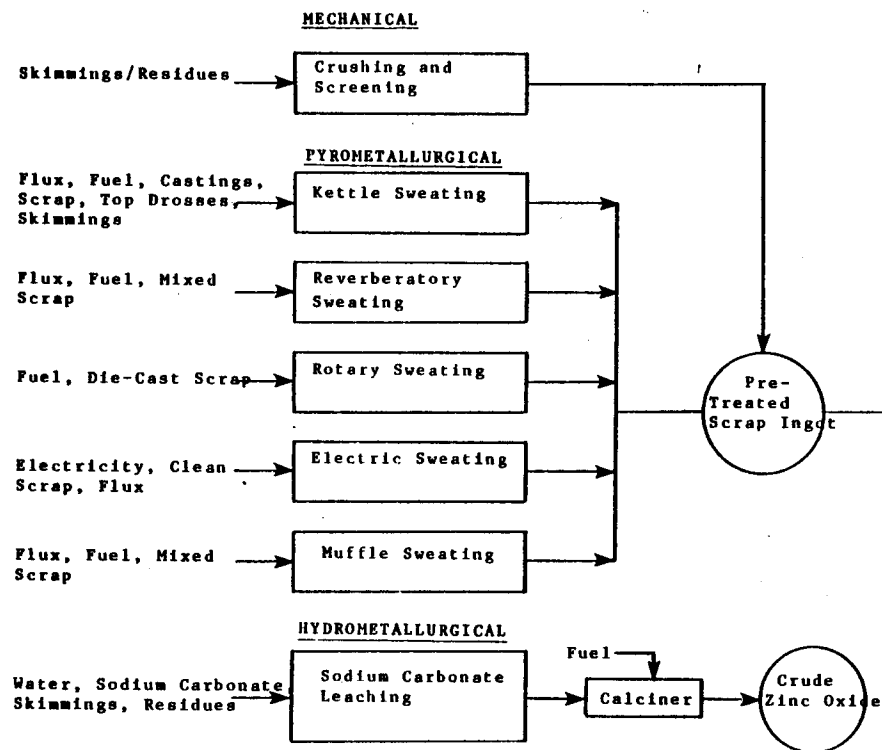 MECHANICAL
Skimmings/Residues
Crushing and
Screening
PYROMETALLURGICAL
Flux, Fuel, Castings,
Scrap, Top Drosses,
Skimmings
Kettle Sweating
Flux, Fuel, Mixed
Scrap
Reverberatory
Sweating
Fuel, Die-Cast Scrap
Rotary Sweating
Pre-
Treated
Scrap Ingot
Electricity, Clean
Scrap, Flux
Electric Sweating
Flux, Fuel, Mixed
Scrap
Muffle Sweating
HYDROMETALLURGICAL
Water, Sodium Carbonate
Skimmings, Residues
Sodium Carbonate
Leaching
Fuel
Calciner
Crude
Zinc Oxide